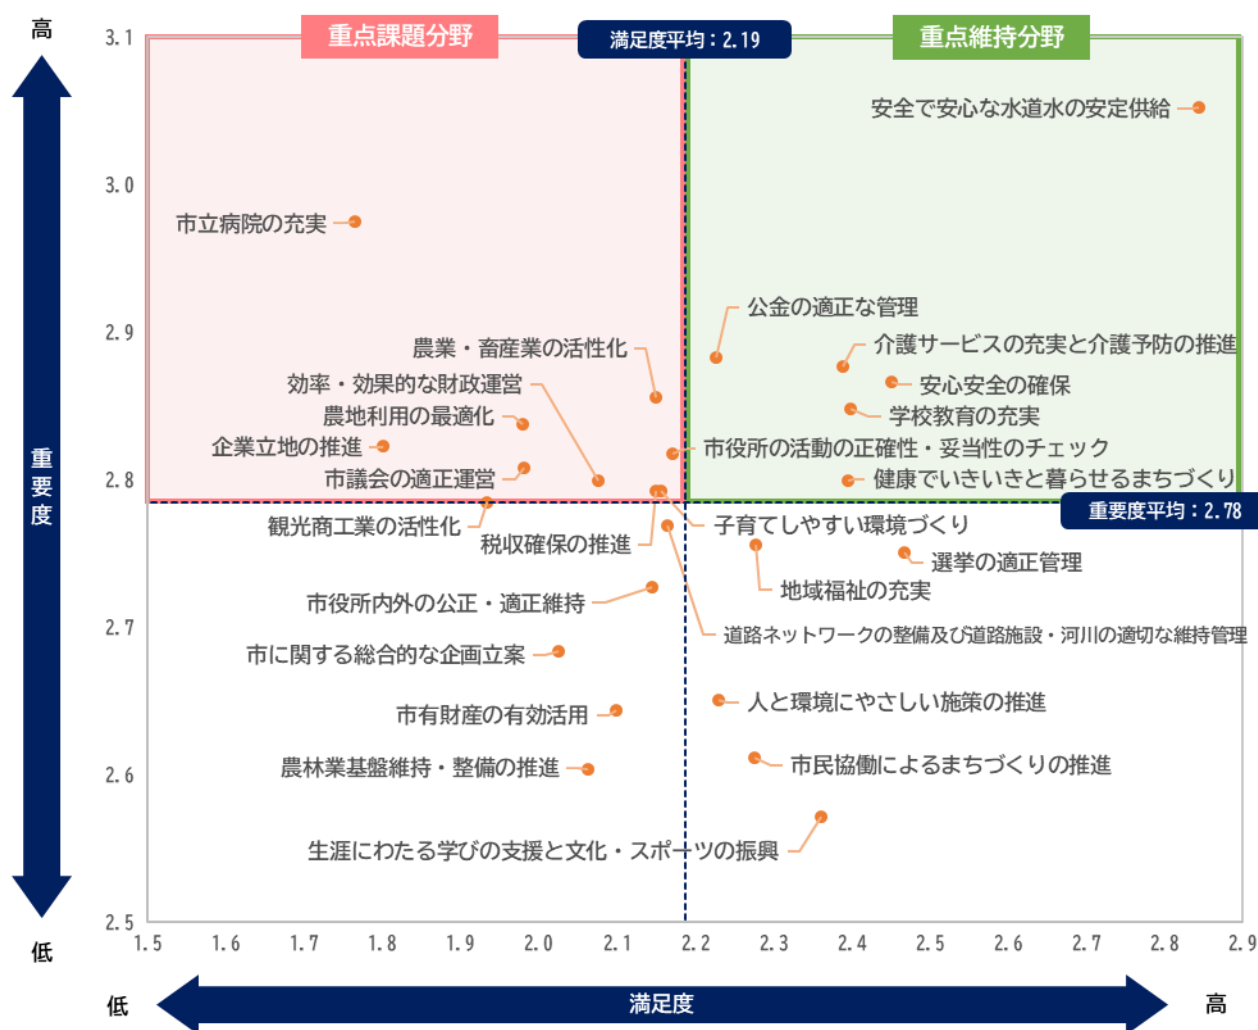 高
重点課題分野
満足度平均：2.19
重点維持分野
3.1
安全で安心な水道水の安定供給
3.0
市立病院の充実
公金の適正な管理
2.9
農業・畜産業の活性化
介護サービスの充実と介護予防の推進
効率・効果的な財政運営
安心安全の確保
農地利用の最適化
学校教育の充実
企業立地の推進
市役所の活動の正確性・妥当性のチェック
市議会の適正運営
健康でいきいきと暮らせるまちづくり
2.8
重要度
重要度平均：2.78
観光商工業の活性化
子育てしやすい環境づくり
税収確保の推進
選挙の適正管理
地域福祉の充実
市役所内外の公正・適正維持
2.7
道路ネットワークの整備及び道路施設・河川の適切な維持管理
市に関する総合的な企画立案
人と環境にやさしい施策の推進
市有財産の有効活用
市民協働によるまちづくりの推進
農林業基盤維持・整備の推進
2.6
生涯にわたる学びの支援と文化・スポーツの振興
2.5
低
1.5 1.6 1.7 1.8 1.9 2.0 2.1 2.2 2.3 2.4 2.5 2.6 2.7 2.8 2.9
低
満足度
高